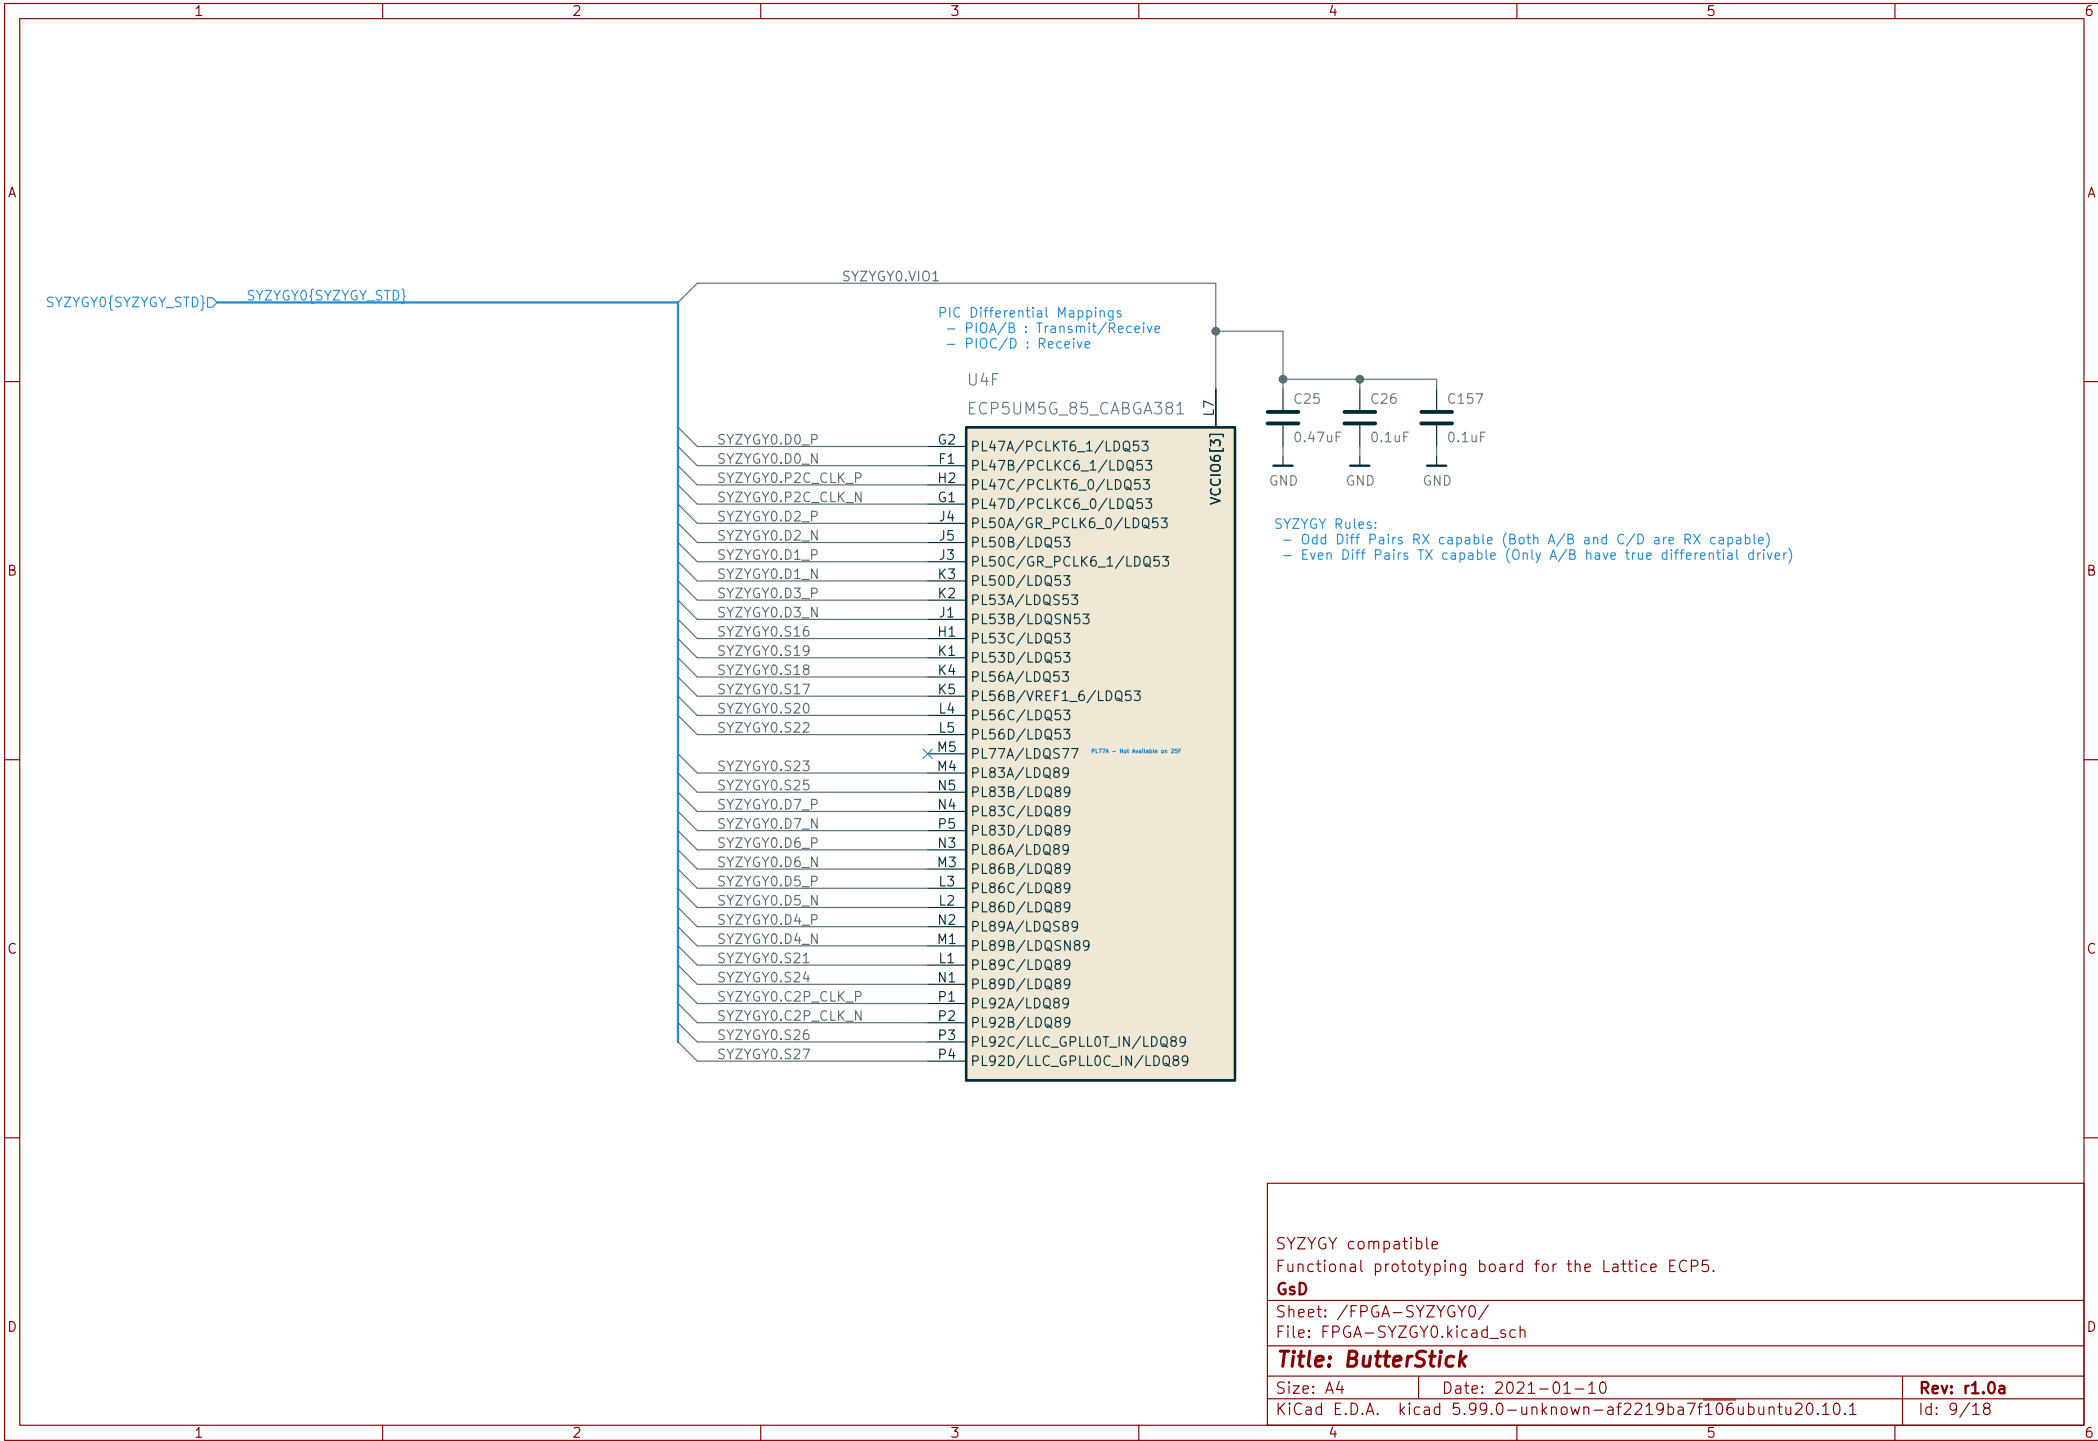 1 2 3 4 5 6
A A
SYZYGY0.VIO1
SYZYGY0{SYZYGY_STD} SYZYGY0{SYZYGY_STD}
PIC Differential Mappings
- PIOA/B : Transmit/Receive
- PIOC/D : Receive
U4F
ECP5UM5G_85_CABGA381
L7
VCCIO6[3]
C25 C26 C157
0.47uF 0.1uF 0.1uF
GND GND GND
SYZYGY Rules:
- Odd Diff Pairs RX capable (Both A/B and C/D are RX capable)
- Even Diff Pairs TX capable (Only A/B have true differential driver)
B B
SYZYGY0.D0_P G2 PL47A/PCLKT6_1/LDQ53
SYZYGY0.D0_N F1 PL47B/PCLKC6_1/LDQ53
SYZYGY0.P2C_CLK_P H2 PL47C/PCLKT6_0/LDQ53
SYZYGY0.P2C_CLK_N G1 PL47D/PCLKC6_0/LDQ53
SYZYGY0.D2_P J4 PL50A/GR_PCLK6_0/LDQ53
SYZYGY0.D2_N J5 PL50B/LDQ53
SYZYGY0.D1_P J3 PL50C/GR_PCLK6_1/LDQ53
SYZYGY0.D1_N K3 PL50D/LDQ53
SYZYGY0.D3_P K2 PL53A/LDQS53
SYZYGY0.D3_N J1 PL53B/LDQSN53
SYZYGY0.S16 H1 PL53C/LDQ53
SYZYGY0.S19 K1 PL53D/LDQ53
SYZYGY0.S18 K4 PL56A/LDQ53
SYZYGY0.S17 K5 PL56B/VREF1_6/LDQ53
SYZYGY0.S20 L4 PL56C/LDQ53
SYZYGY0.S22 L5 PL56D/LDQ53
M5 PL77A/LDQS77 PL77A - Not Available on 25F
SYZYGY0.S23 M4 PL83A/LDQ89
SYZYGY0.S25 N5 PL83B/LDQ89
SYZYGY0.D7_P N4 PL83C/LDQ89
SYZYGY0.D7_N P5 PL83D/LDQ89
SYZYGY0.D6_P N3 PL86A/LDQ89
SYZYGY0.D6_N M3 PL86B/LDQ89
SYZYGY0.D5_P L3 PL86C/LDQ89
SYZYGY0.D5_N L2 PL86D/LDQ89
SYZYGY0.D4_P N2 PL89A/LDQS89
SYZYGY0.D4_N M1 PL89B/LDQSN89
SYZYGY0.S21 L1 PL89C/LDQ89
SYZYGY0.S24 N1 PL89D/LDQ89
SYZYGY0.C2P_CLK_P P1 PL92A/LDQ89
SYZYGY0.C2P_CLK_N P2 PL92B/LDQ89
SYZYGY0.S26 P3 PL92C/LLC_GPLL0T_IN/LDQ89
SYZYGY0.S27 P4 PL92D/LLC_GPLL0C_IN/LDQ89
C C
SYZYGY compatible
Functional prototyping board for the Lattice ECP5.
GsD
Sheet: /FPGA-SYZYGY0/
File: FPGA-SYZGY0.kicad_sch
D D
Title: ButterStick
Size: A4 Date: 2021-01-10 Rev: r1.0a
KiCad E.D.A. kicad 5.99.0-unknown-af2219ba7f106ubuntu20.10.1 Id: 9/18
1 2 3 4 5 6